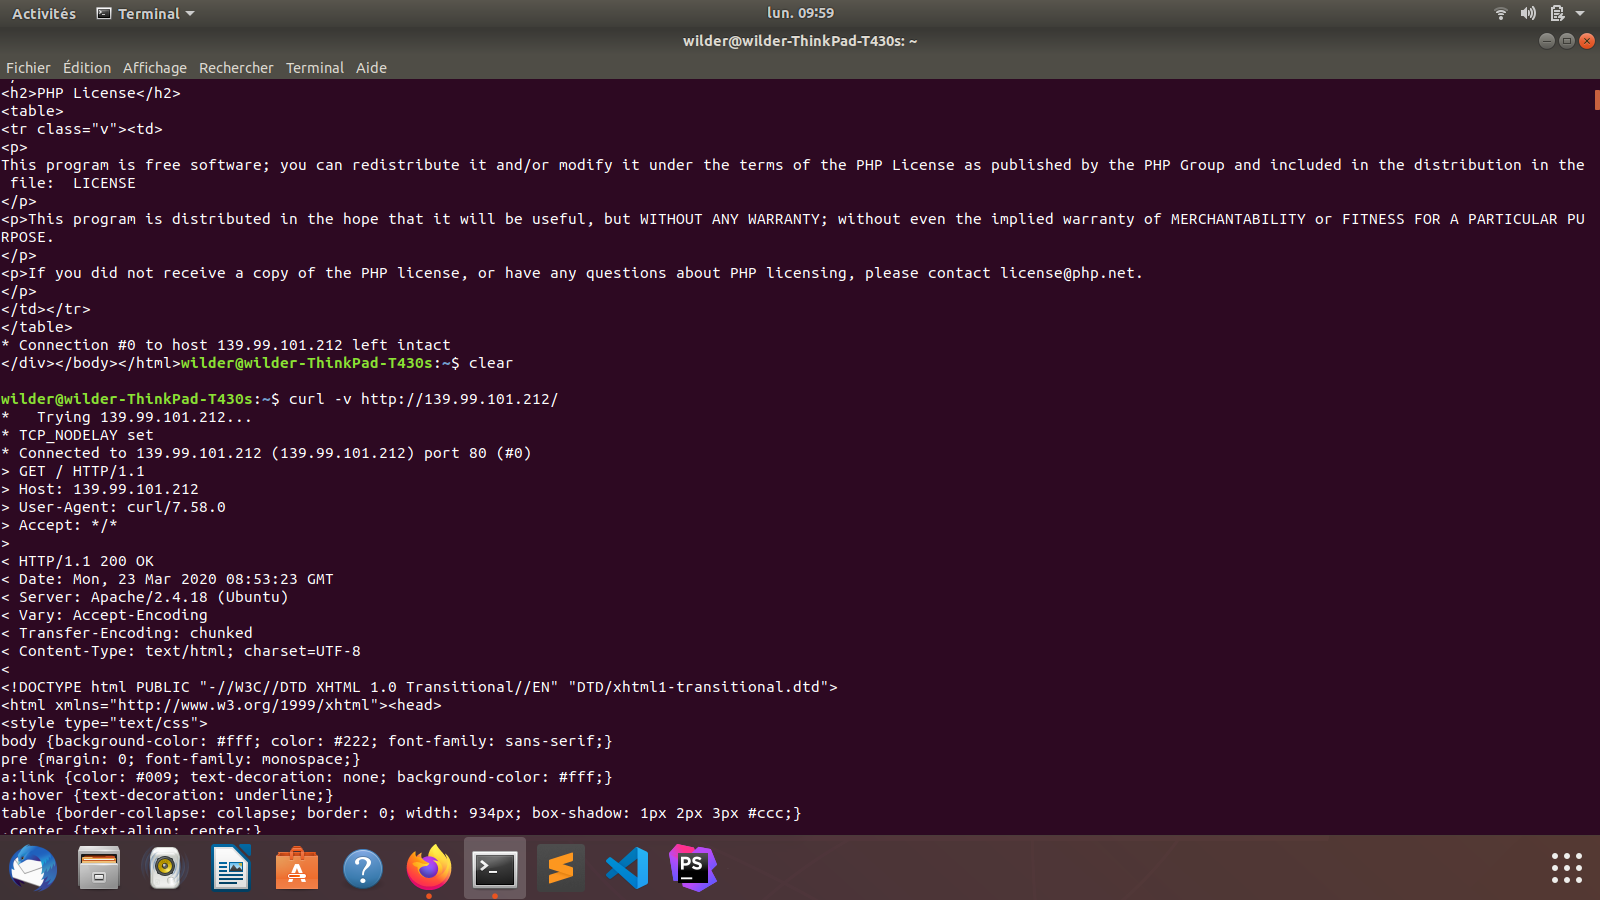 Activités Terminal lun. 09:59
wilder@wilder-ThinkPad-T430s: ~
Fichier Édition Affichage Rechercher Terminal Aide
<h2>PHP License</h2>
<table>
<tr class="v"><td>
<p>
This program is free software; you can redistribute it and/or modify it under the terms of the PHP License as published by the PHP Group and included in the distribution in the
 file:  LICENSE
</p>
<p>This program is distributed in the hope that it will be useful, but WITHOUT ANY WARRANTY; without even the implied warranty of MERCHANTABILITY or FITNESS FOR A PARTICULAR PU
RPOSE.
</p>
<p>If you did not receive a copy of the PHP license, or have any questions about PHP licensing, please contact license@php.net.
</p>
</td></tr>
</table>
* Connection #0 to host 139.99.101.212 left intact
</div></body></html>wilder@wilder-ThinkPad-T430s:~$ clear
wilder@wilder-ThinkPad-T430s:~$ curl -v http://139.99.101.212/
*   Trying 139.99.101.212...
* TCP_NODELAY set
* Connected to 139.99.101.212 (139.99.101.212) port 80 (#0)
> GET / HTTP/1.1
> Host: 139.99.101.212
> User-Agent: curl/7.58.0
> Accept: */*
>
< HTTP/1.1 200 OK
< Date: Mon, 23 Mar 2020 08:53:23 GMT
< Server: Apache/2.4.18 (Ubuntu)
< Vary: Accept-Encoding
< Transfer-Encoding: chunked
< Content-Type: text/html; charset=UTF-8
<
<!DOCTYPE html PUBLIC "-//W3C//DTD XHTML 1.0 Transitional//EN" "DTD/xhtml1-transitional.dtd">
<html xmlns="http://www.w3.org/1999/xhtml"><head>
<style type="text/css">
body {background-color: #fff; color: #222; font-family: sans-serif;}
pre {margin: 0; font-family: monospace;}
a:link {color: #009; text-decoration: none; background-color: #fff;}
a:hover {text-decoration: underline;}
table {border-collapse: collapse; border: 0; width: 934px; box-shadow: 1px 2px 3px #ccc;}
.center {text-align: center;}
PS